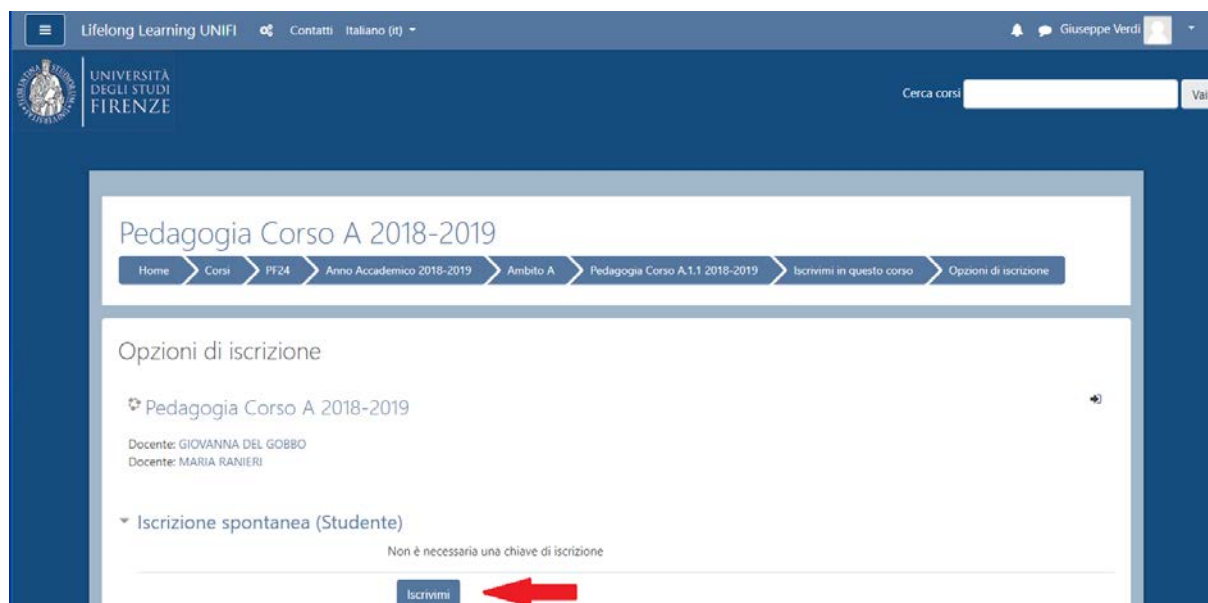 Lifelong Learning UNIFI Contatti Italiano (it) Giuseppe Verdi
UNIVERSITÀ
DEGLI STUDI
FIRENZE
Cerca corsi Vai
Pedagogia Corso A 2018-2019
Home Corsi PF24 Anno Accademico 2018-2019 Ambito A Pedagogia Corso A.1.1 2018-2019 Iscrivimi in questo corso Opzioni di iscrizione
Opzioni di iscrizione
Pedagogia Corso A 2018-2019
Docente: GIOVANNA DEL GOBBO
Docente: MARIA RANIERI
Iscrizione spontanea (Studente)
Non è necessaria una chiave di iscrizione
Iscrivimi